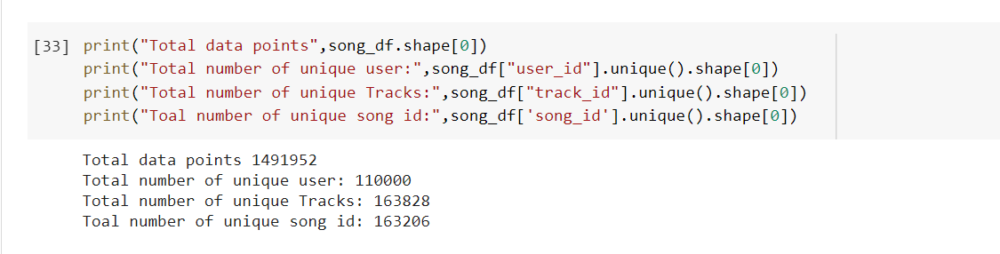 [33] print("Total data points",song_df.shape[0])
print("Total number of unique user:",song_df["user_id"].unique().shape[0])
print("Total number of unique Tracks:",song_df["track_id"].unique().shape[0])
print("Toal number of unique song id:",song_df['song_id'].unique().shape[0])
Total data points 1491952
Total number of unique user: 110000
Total number of unique Tracks: 163828
Toal number of unique song id: 163206